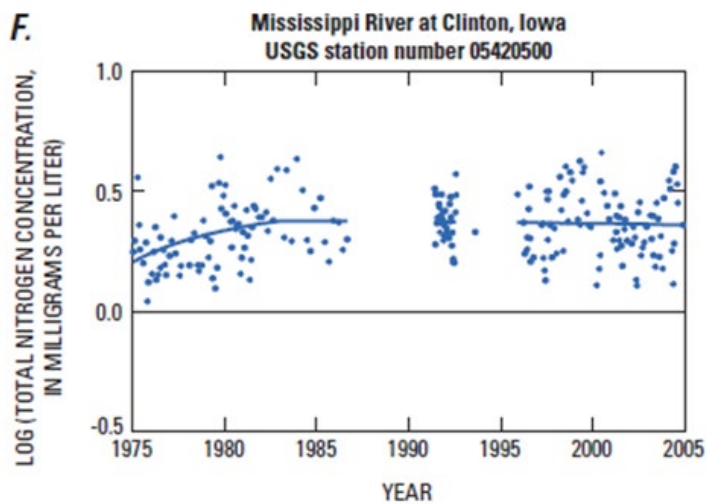 F.
Mississippi River at Clinton, Iowa
USGS station number 05420500
LOG (TOTAL NITROGEN CONCENTRATION,
IN MILLIGRAMS PER LITER)
1.0
0.5
0.0
-0.5
1975 1980 1985 1990 1995 2000 2005
YEAR